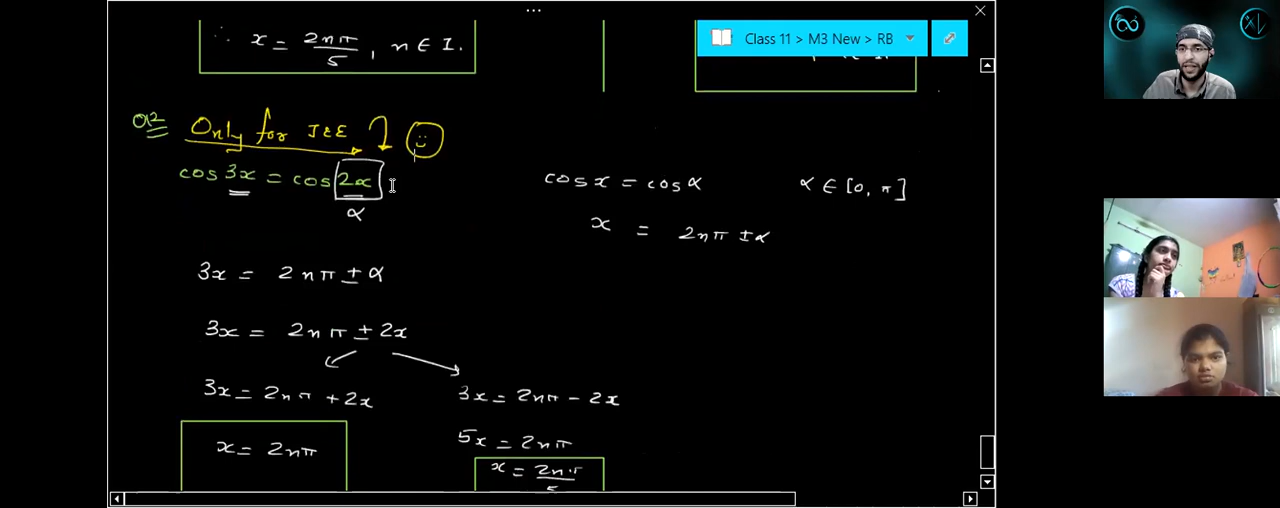 ...
∴ x = 2nπ/5 , n ∈ I.
Class 11 > M3 New > RB
Q2 Only for JEE
cos 3x = cos 2x
α
cos x = cos α α ∈ [0, π]
x = 2nπ ± α
3x = 2nπ ± α
3x = 2nπ ± 2x
3x = 2nπ + 2x
3x = 2nπ - 2x
x = 2nπ
5x = 2nπ
x = 2nπ/5